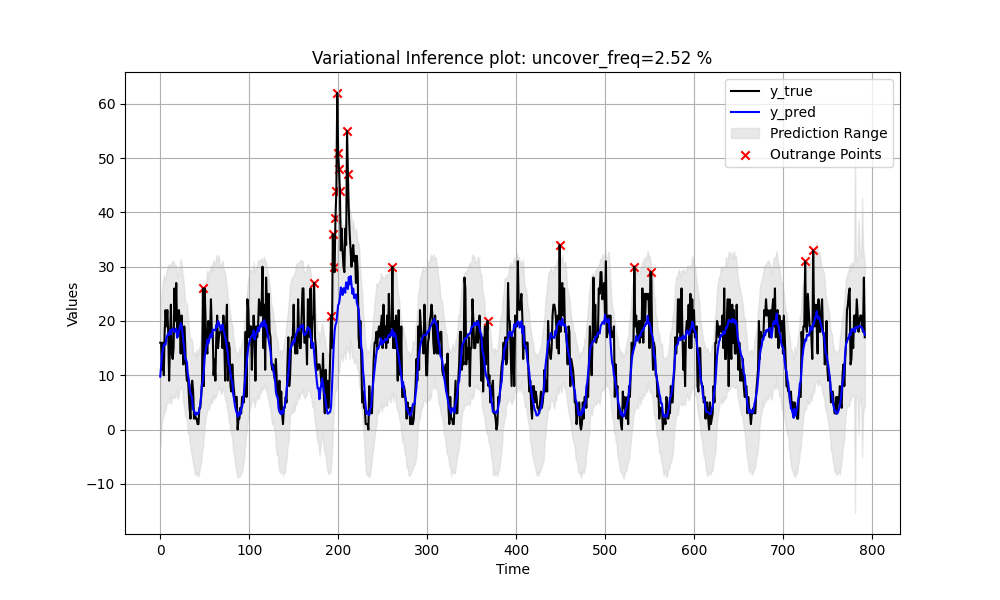 Variational Inference plot: uncover_freq=2.52 %
y_true
y_pred
Prediction Range
Outrange Points
60
50
40
30
20
10
0
−10
Values
0 100 200 300 400 500 600 700 800
Time